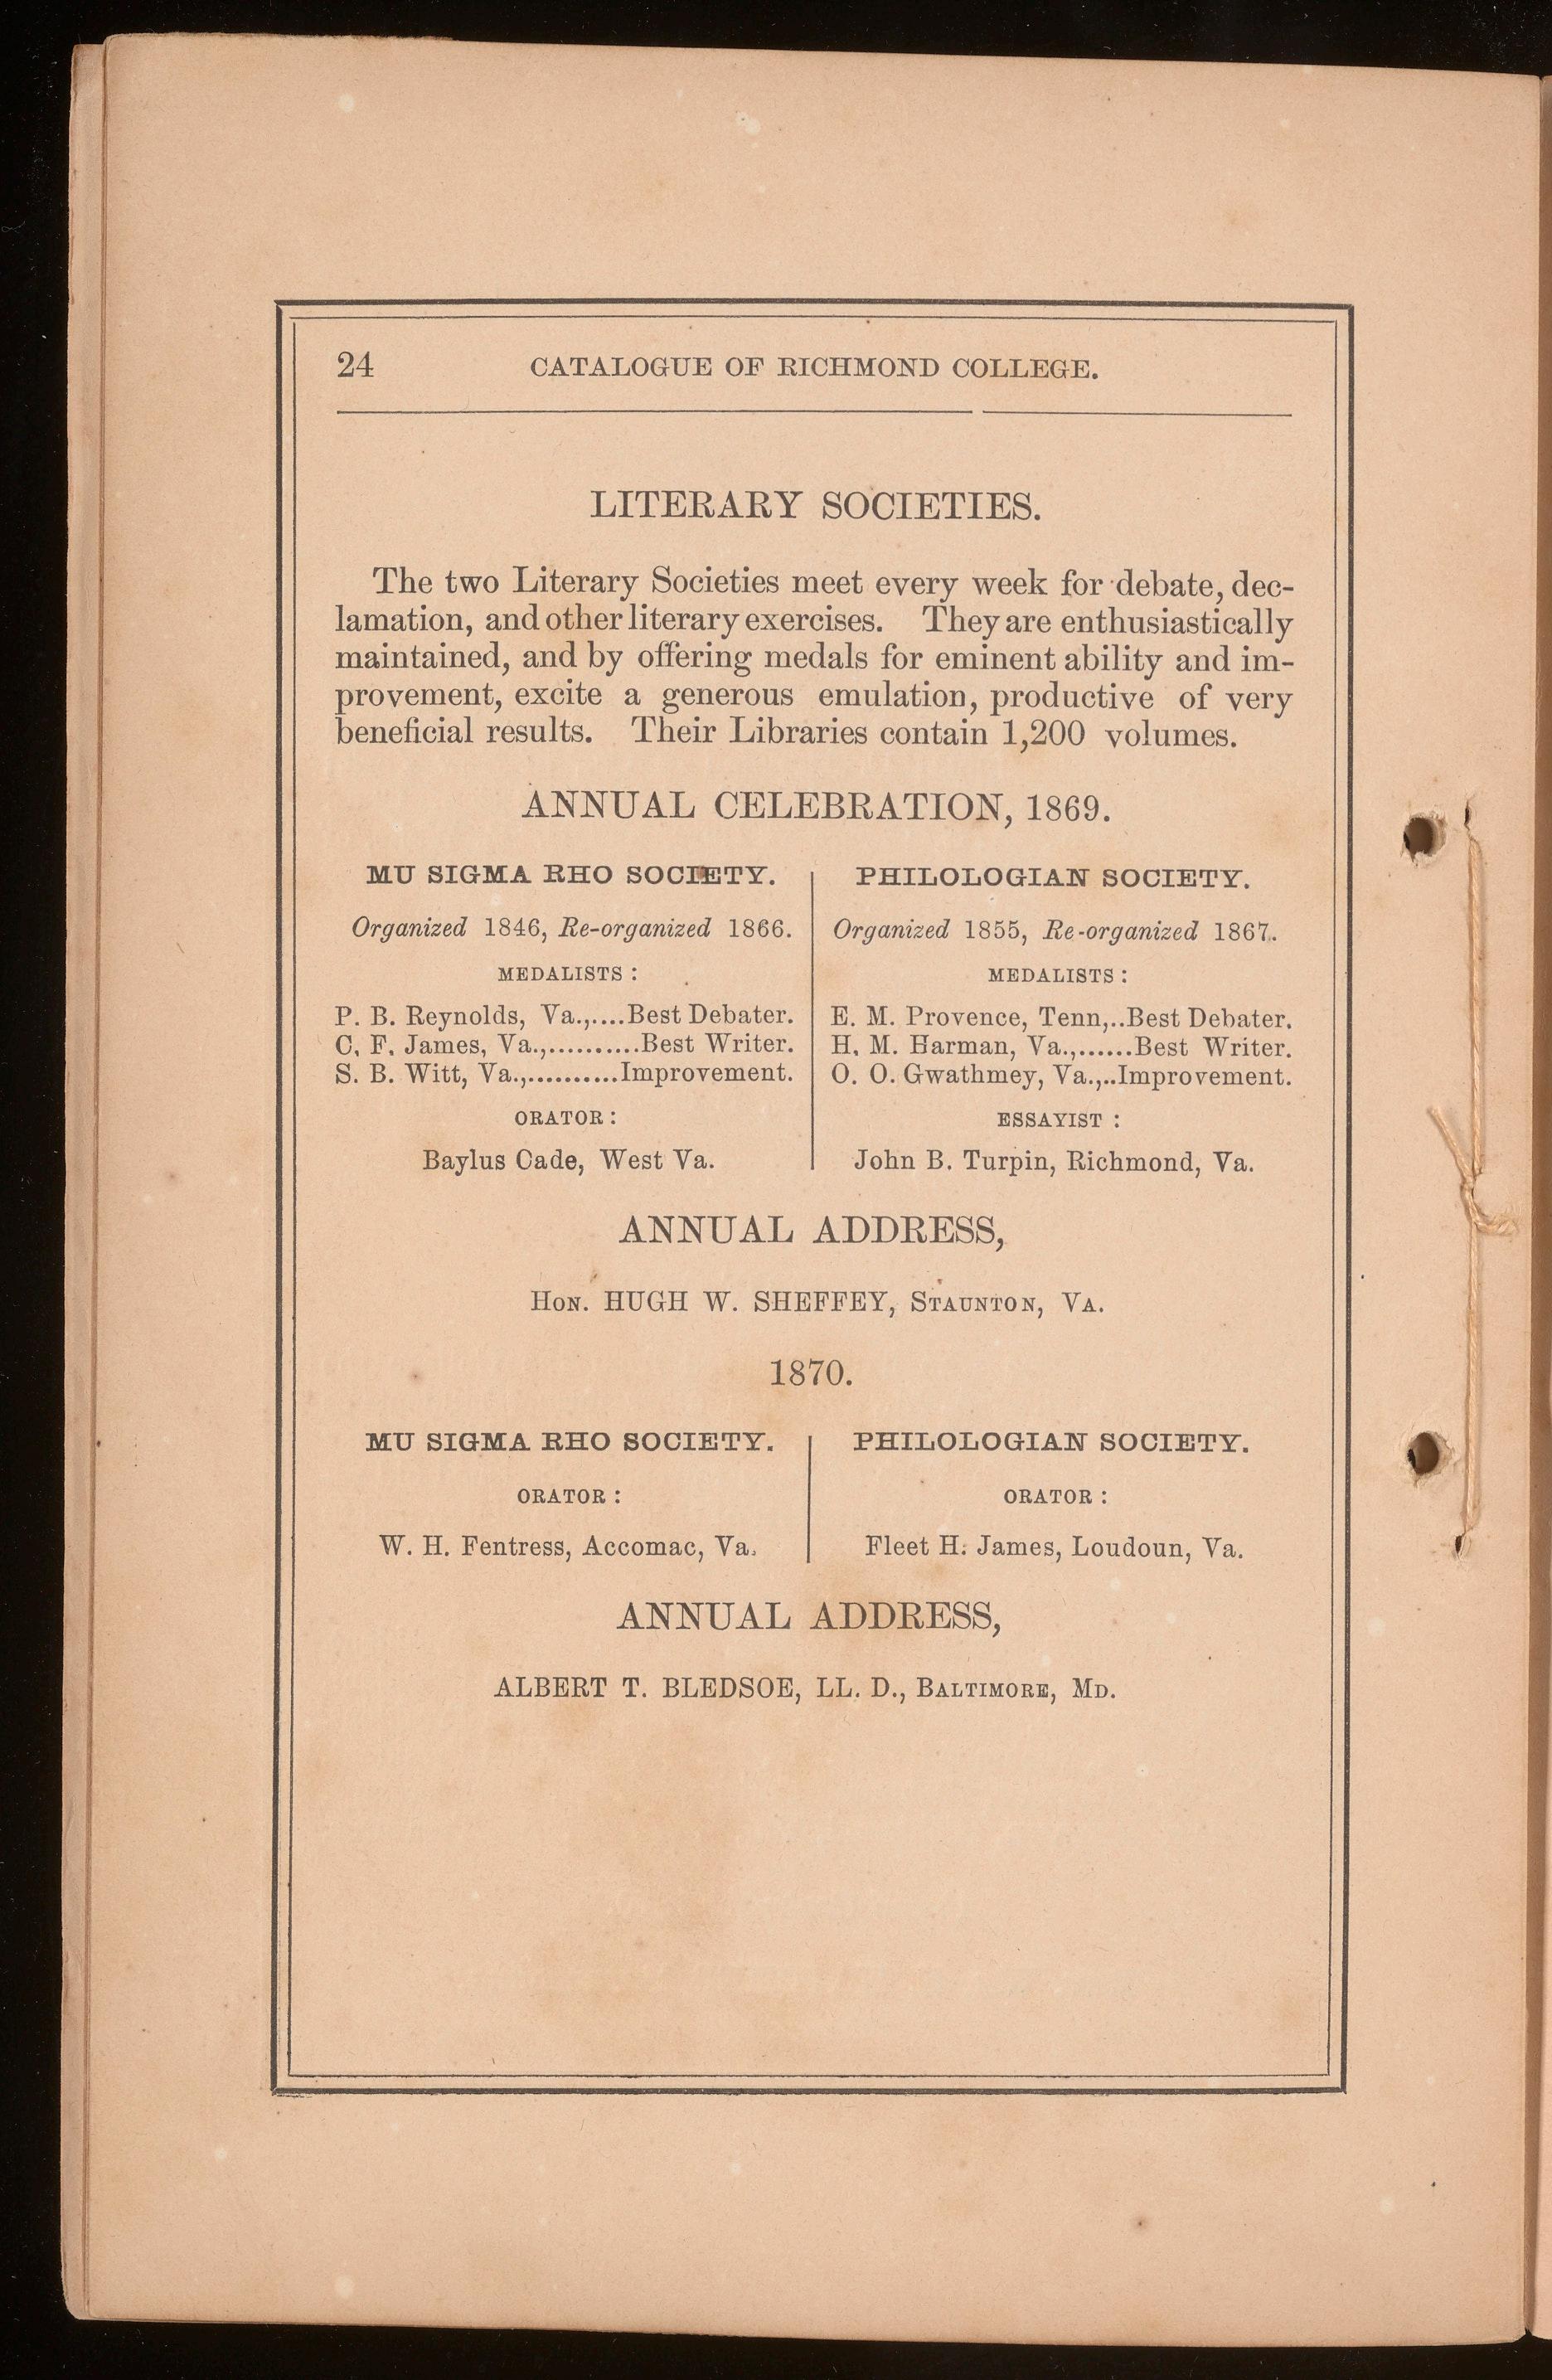 24 CATALOGUE OF RICHMOND COLLEGE.
LITERARY SOCIETIES.
The two Literary Societies meet every week for debate, dec-
lamation, and other literary exercises. They are enthusiastically
maintained, and by offering medals for eminent ability and im-
provement, excite a generous emulation, productive of very
beneficial results. Their Libraries contain 1,200 volumes.
ANNUAL CELEBRATION, 1869.
MU SIGMA RHO SOCIETY.
Organized 1846, Re-organized 1866.
MEDALISTS:
P. B. Reynolds, Va.,....Best Debater.
C. F. James, Va.,..........Best Writer.
S. B. Witt, Va.,..........Improvement.
ORATOR:
Baylus Cade, West Va.
PHILOLOGIAN SOCIETY.
Organized 1855, Re-organized 1867.
MEDALISTS:
E. M. Provence, Tenn,..Best Debater.
H. M. Harman, Va.,......Best Writer.
O. O. Gwathmey, Va.,..Improvement.
ESSAYIST:
John B. Turpin, Richmond, Va.
ANNUAL ADDRESS,
HON. HUGH W. SHEFFEY, STAUNTON, VA.
1870.
MU SIGMA RHO SOCIETY.
ORATOR:
W. H. Fentress, Accomac, Va.
PHILOLOGIAN SOCIETY.
ORATOR:
Fleet H. James, Loudoun, Va.
ANNUAL ADDRESS,
ALBERT T. BLEDSOE, LL. D., BALTIMORE, MD.